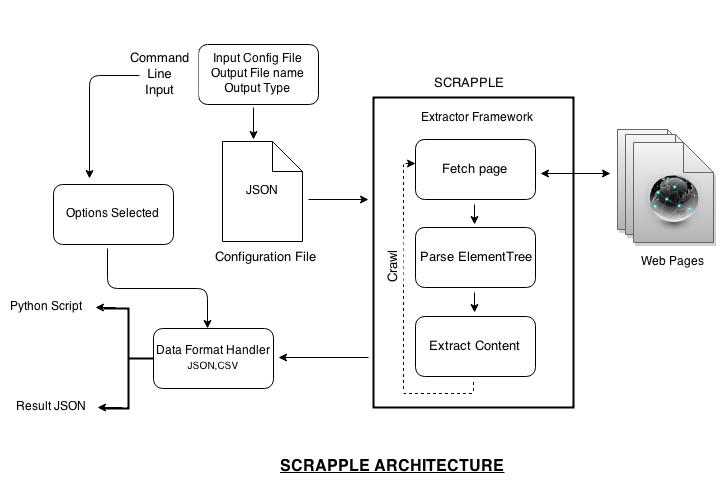 Command
Line
Input
Input Config File
Output File name
Output Type
SCRAPPLE
Extractor Framework
Fetch page
JSON
Options Selected
Configuration File
Parse ElementTree
Crawl
Web Pages
Python Script
Data Format Handler
JSON,CSV
Extract Content
Result JSON
SCRAPPLE ARCHITECTURE